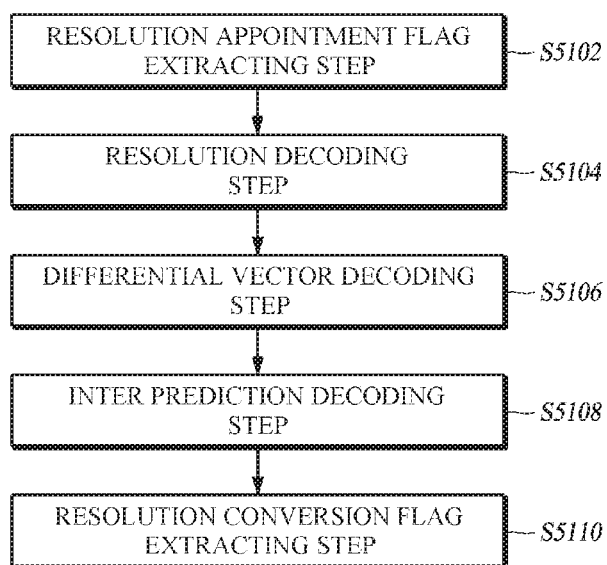 RESOLUTION APPOINTMENT FLAG
EXTRACTING STEP
S5102
RESOLUTION DECODING
STEP
S5104
DIFFERENTIAL VECTOR DECODING
STEP
S5106
INTER PREDICTION DECODING
STEP
S5108
RESOLUTION CONVERSION FLAG
EXTRACTING STEP
S5110